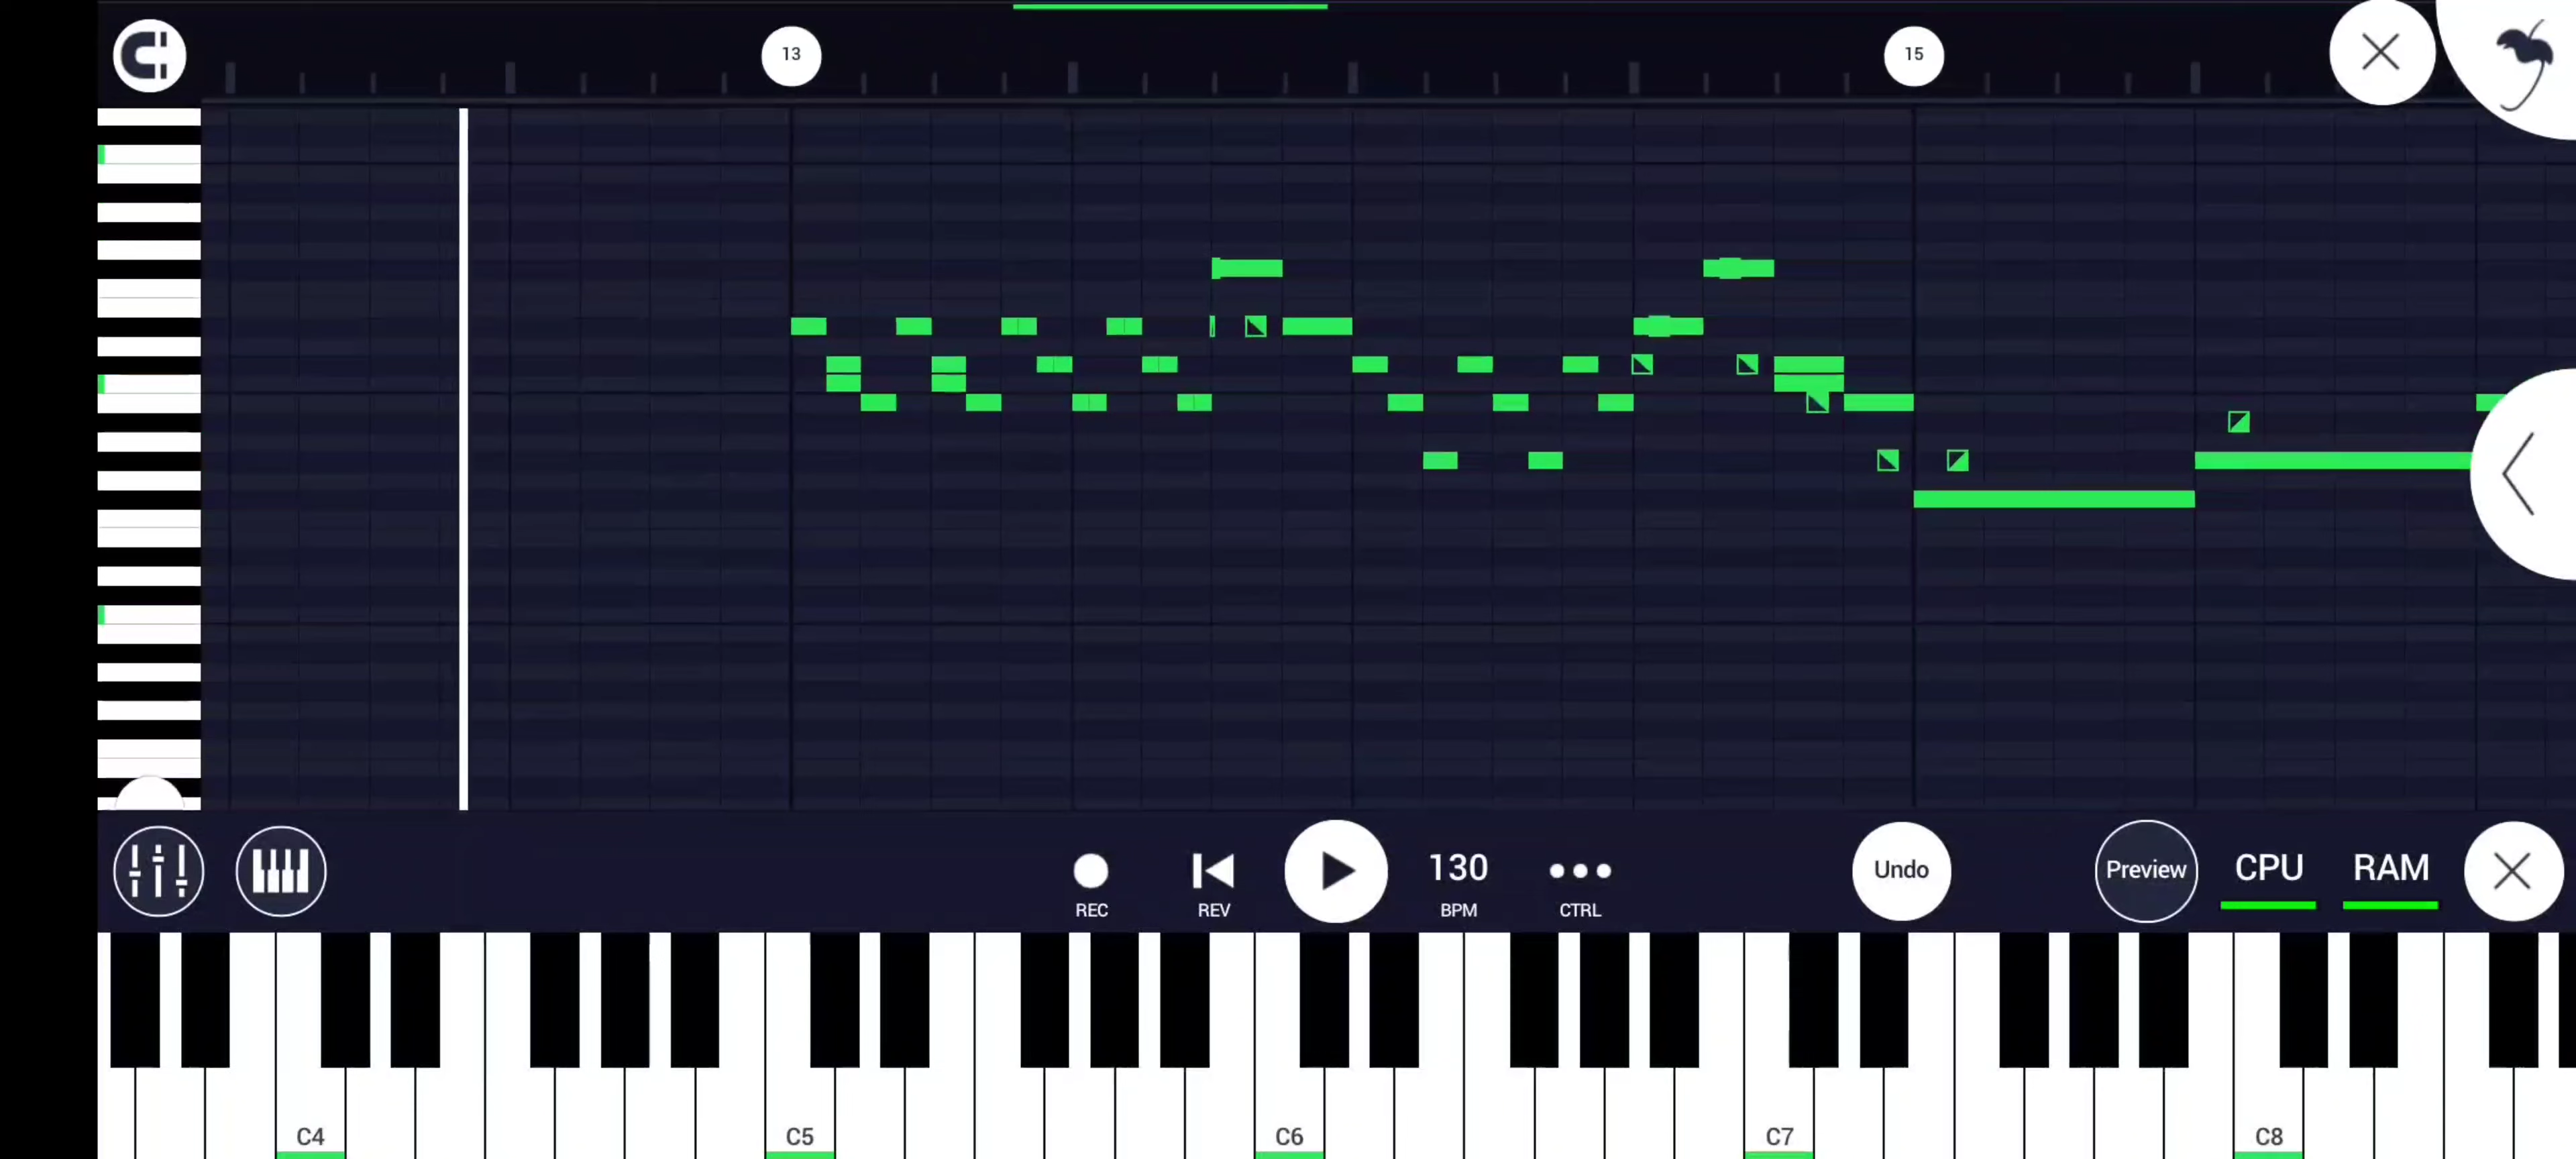 13
15
130
Undo
Preview
CPU
RAM
REC
REV
BPM
CTRL
C4
C5
C6
C7
C8